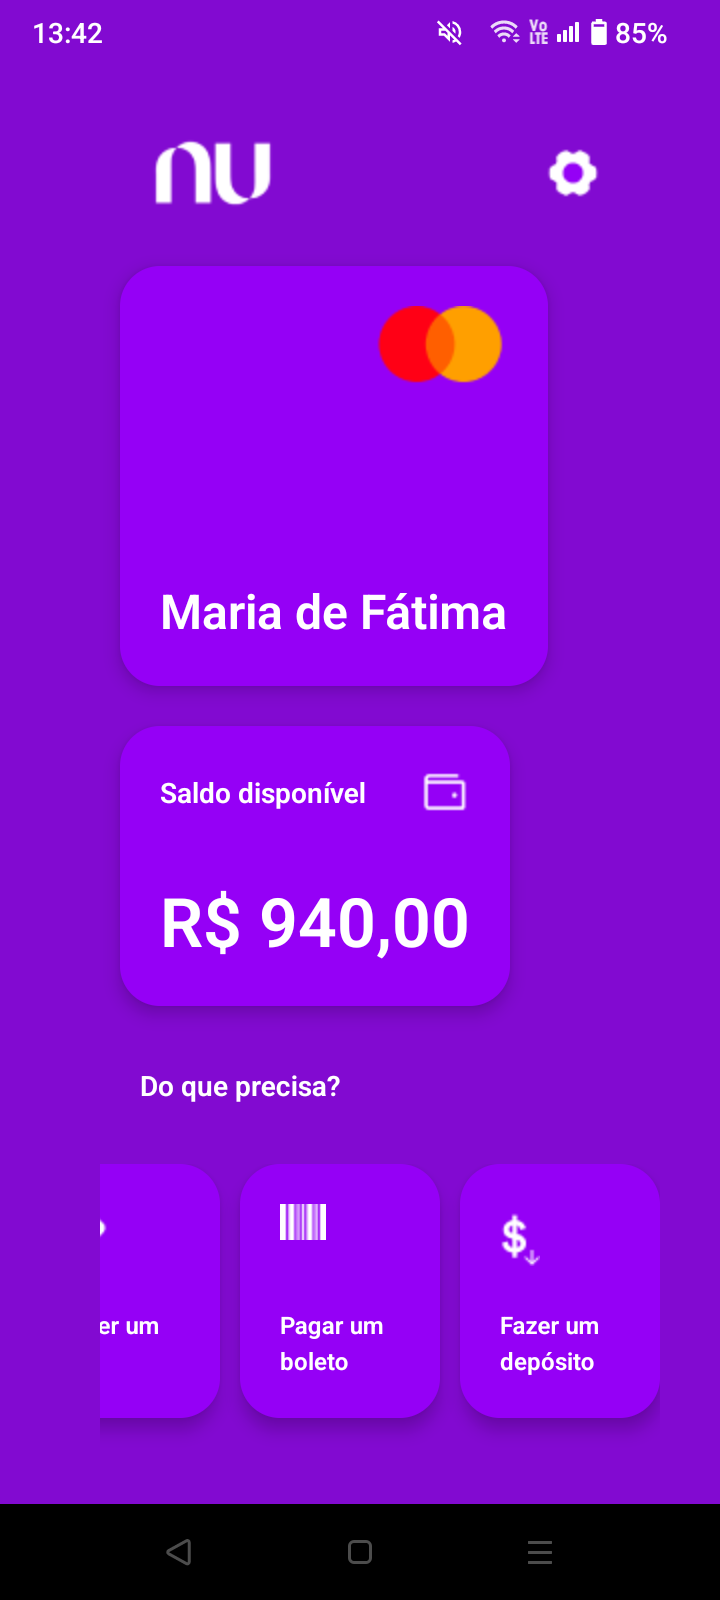 13:42
Vo
LTE
85%
nu
Maria de Fátima
Saldo disponível
R$ 940,00
Do que precisa?
er um
Pagar um
boleto
$
Fazer um
depósito